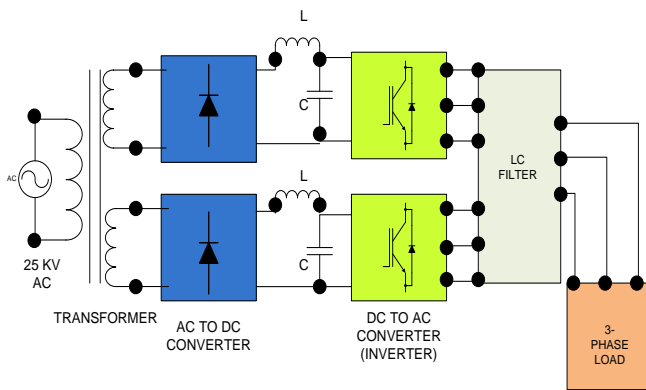 L
C
AC
25 KV
AC
TRANSFORMER
AC TO DC
CONVERTER
L
C
DC TO AC
CONVERTER
(INVERTER)
LC
FILTER
3-
PHASE
LOAD